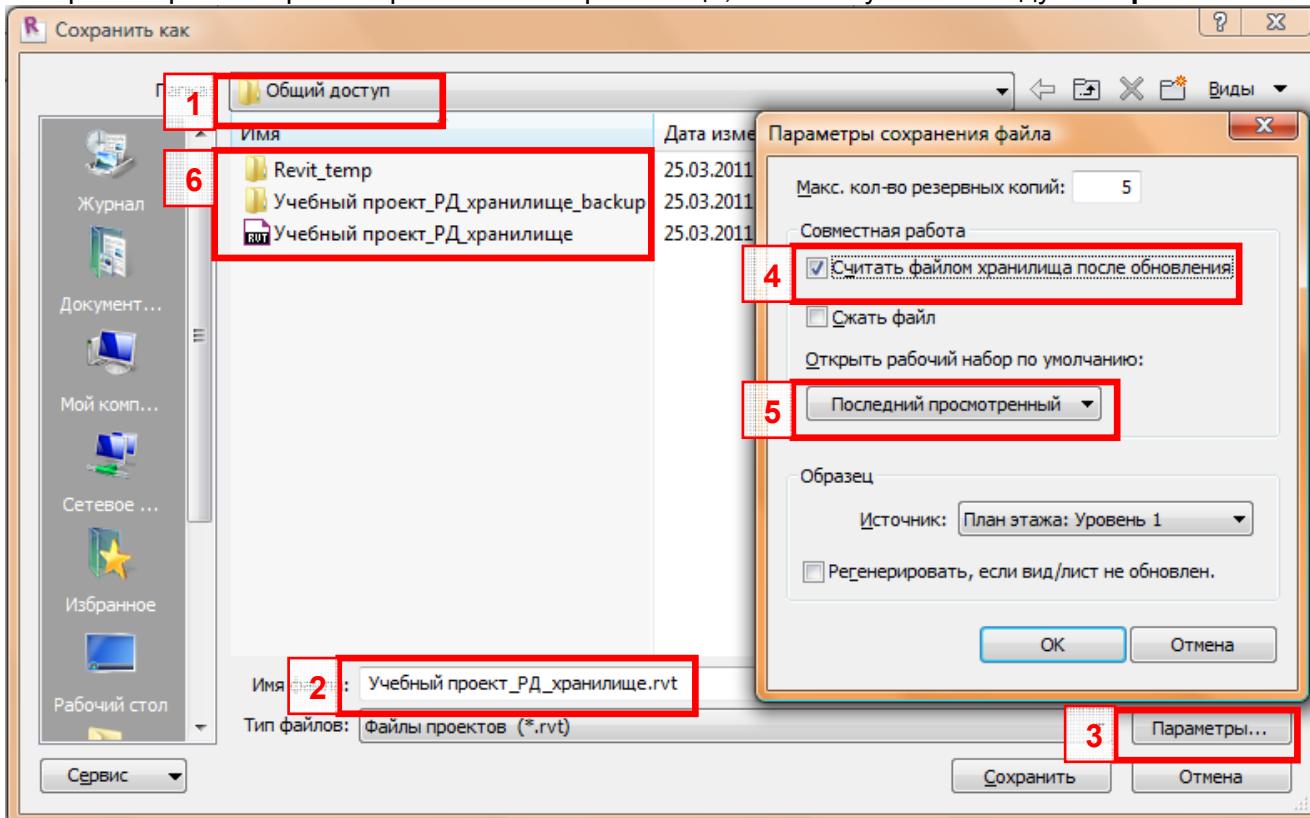 Сохранить как
1
Общий доступ
Виды
Имя
Дата изме
6
Revit_temp
25.03.2011
Учебный проект_РД_хранилище_backup
25.03.2011
RVT Учебный проект_РД_хранилище
25.03.2011
Журнал
Документ...
Мой комп...
Сетевое ...
Избранное
Рабочий стол
Имя
2
:
Учебный проект_РД_хранилище.rvt
Тип файлов:
Файлы проектов (*.rvt)
3
Параметры...
Сервис
Сохранить
Отмена
Параметры сохранения файла
Макс. кол-во резервных копий:
5
Совместная работа
4
Считать файлом хранилища после обновления
Сжать файл
Открыть рабочий набор по умолчанию:
5
Последний просмотренный
Образец
Источник:
План этажа: Уровень 1
Регенерировать, если вид/лист не обновлен.
ОК
Отмена